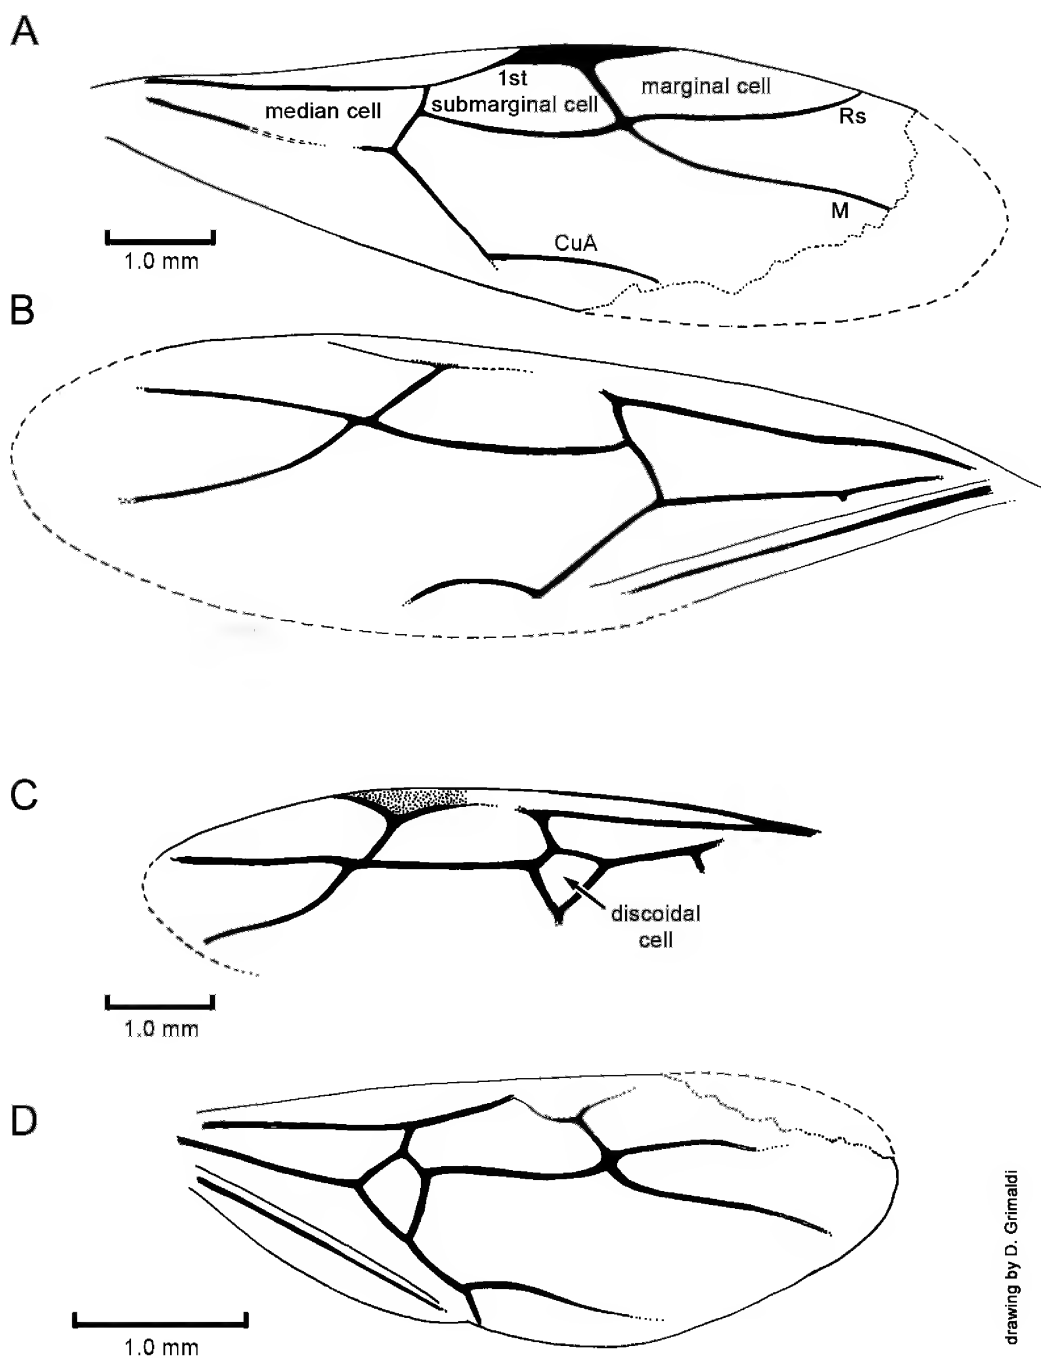 A
1st
submarginal cell
marginal cell
median cell
Rs
M
CuA
1.0 mm
B
C
discoidal
cell
1.0 mm
D
1.0 mm
drawing by D. Grimaldi